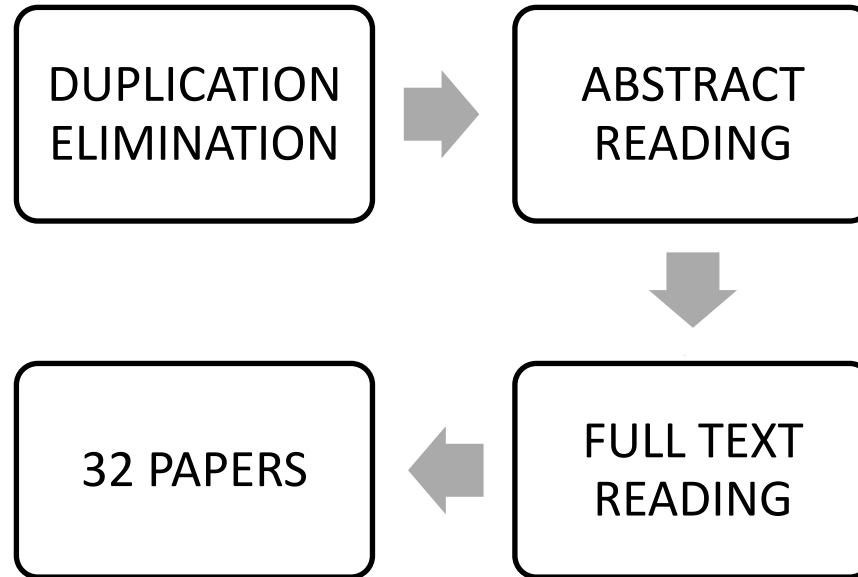 DUPLICATION
ELIMINATION
ABSTRACT
READING
FULL TEXT
READING
32 PAPERS